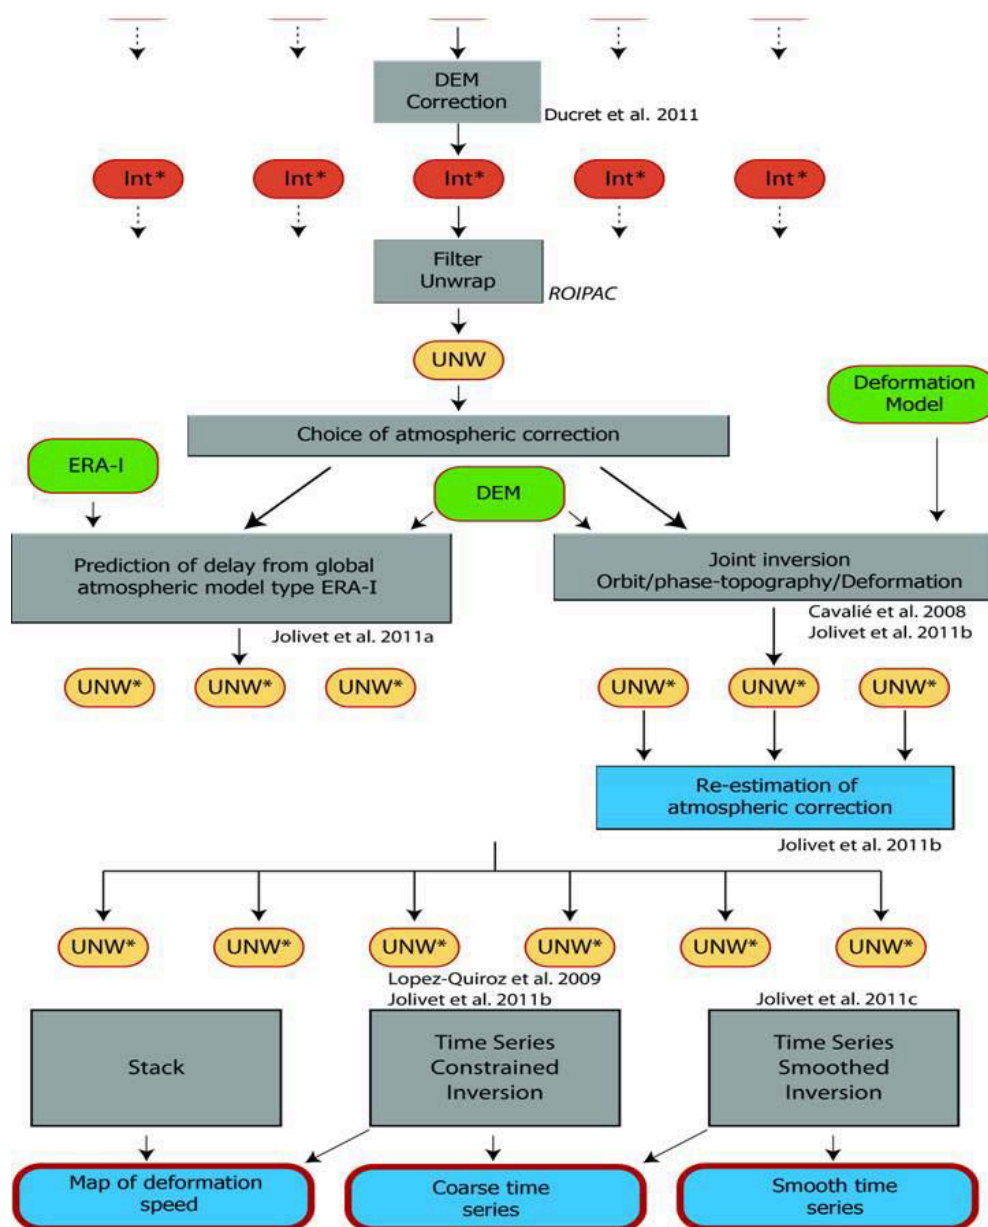 DEM
Correction
Ducret et al. 2011
Int* Int* Int* Int* Int*
Filter
Unwrap
ROIPAC
UNW
Deformation
Model
Choice of atmospheric correction
ERA-I
DEM
Prediction of delay from global
atmospheric model type ERA-I
Joint inversion
Orbit/phase-topography/Deformation
Jolivet et al. 2011a
Cavalié et al. 2008
Jolivet et al. 2011b
UNW* UNW* UNW* UNW* UNW* UNW*
Re-estimation of
atmospheric correction
Jolivet et al. 2011b
UNW* UNW* UNW* UNW* UNW* UNW*
Lopez-Quiroz et al. 2009
Jolivet et al. 2011b
Jolivet et al. 2011c
Stack
Time Series
Constrained
Inversion
Time Series
Smoothed
Inversion
Map of deformation
speed
Coarse time
series
Smooth time
series